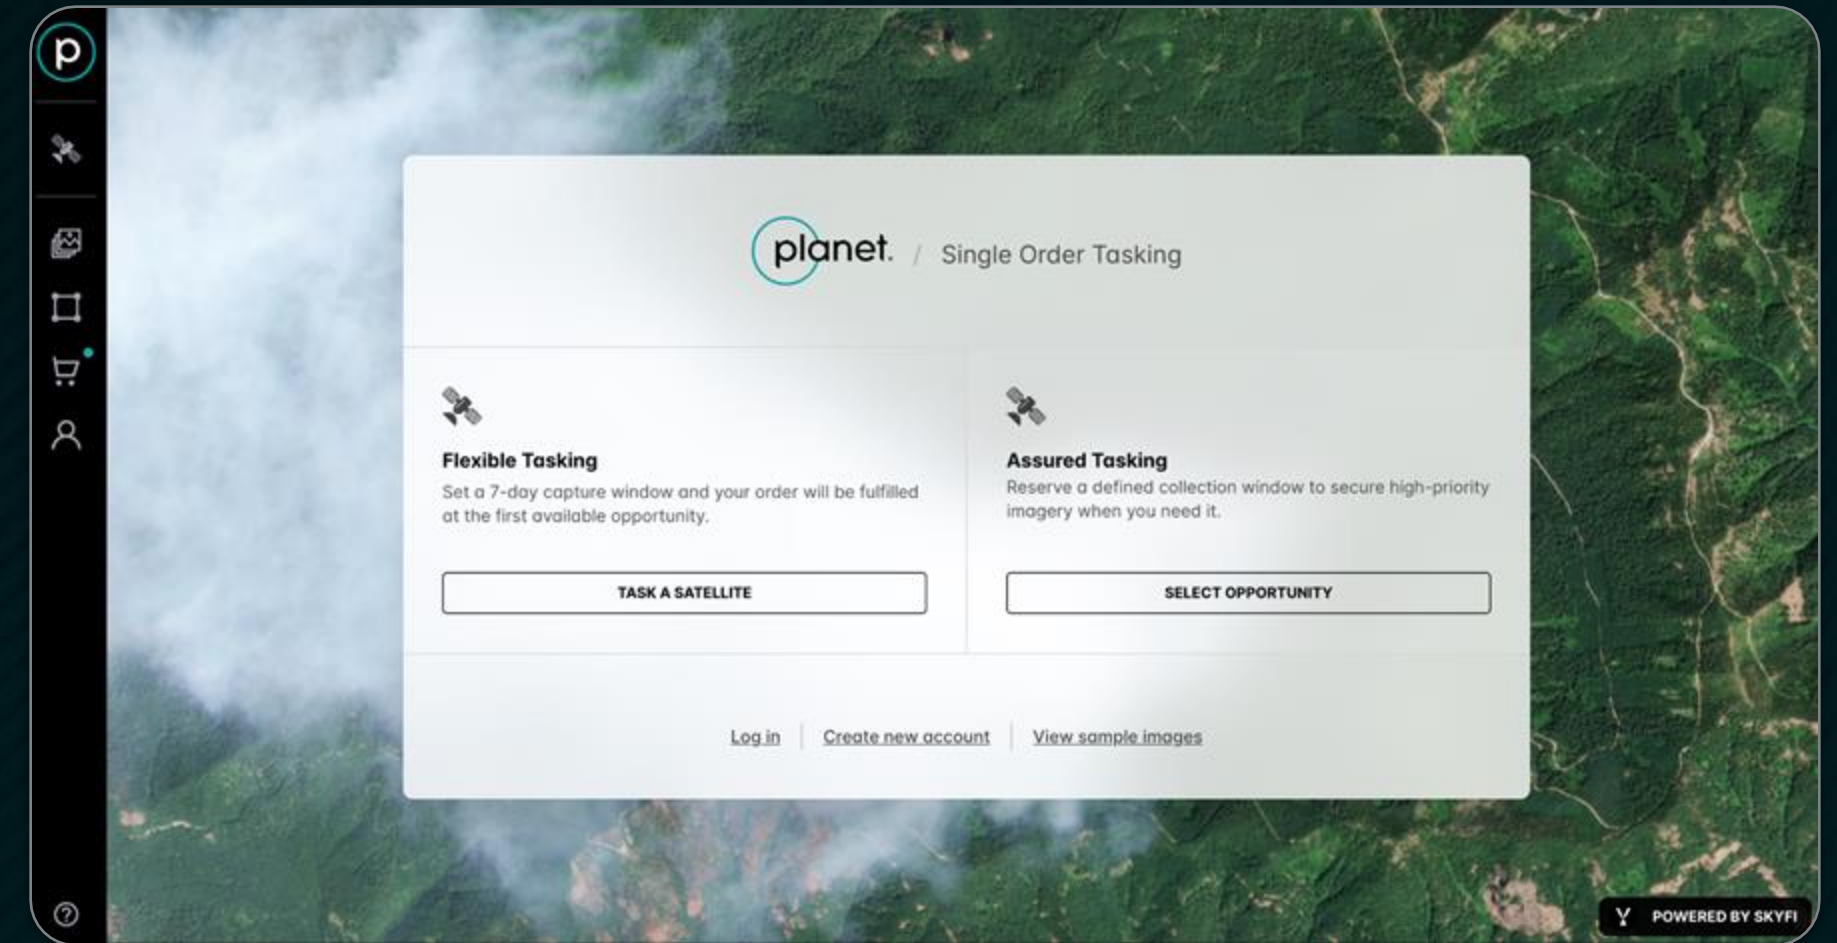 p
planet. / Single Order Tasking
Flexible Tasking
Set a 7-day capture window and your order will be fulfilled
at the first available opportunity.
TASK A SATELLITE
Assured Tasking
Reserve a defined collection window to secure high-priority
imagery when you need it.
SELECT OPPORTUNITY
Log in | Create new account | View sample images
?
POWERED BY SKYFI